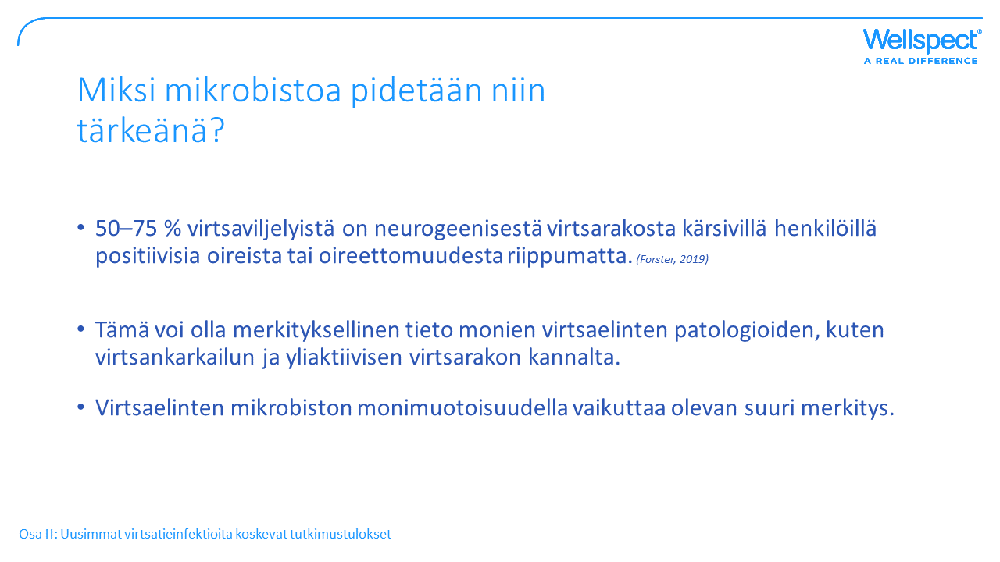 Wellspect®
A REAL DIFFERENCE
Miksi mikrobistoa pidetään niin
tärkeänä?
• 50–75 % virtsaviljelyistä on neurogeenisestä virtsarakosta kärsivillä henkilöillä
positiivisia oireista tai oireettomuudesta riippumatta. (Forster, 2019)
• Tämä voi olla merkityksellinen tieto monien virtsaelinten patologioiden, kuten
virtsankarkailun ja yliaktiivisen virtsarakon kannalta.
• Virtsaelinten mikrobiston monimuotoisuudella vaikuttaa olevan suuri merkitys.
Osa II: Uusimmat virtsatieinfektioita koskevat tutkimustulokset